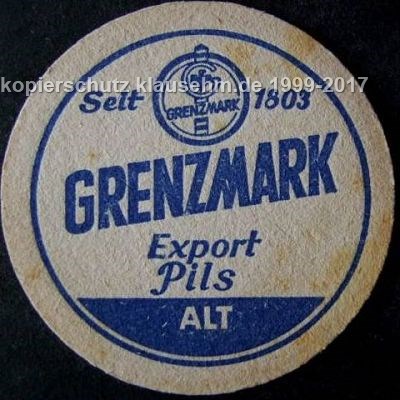 kopierschutz klausehm.de 1999-2017
Seit 1803
GRENZMARK
GRENZMARK
Export
Pils
ALT